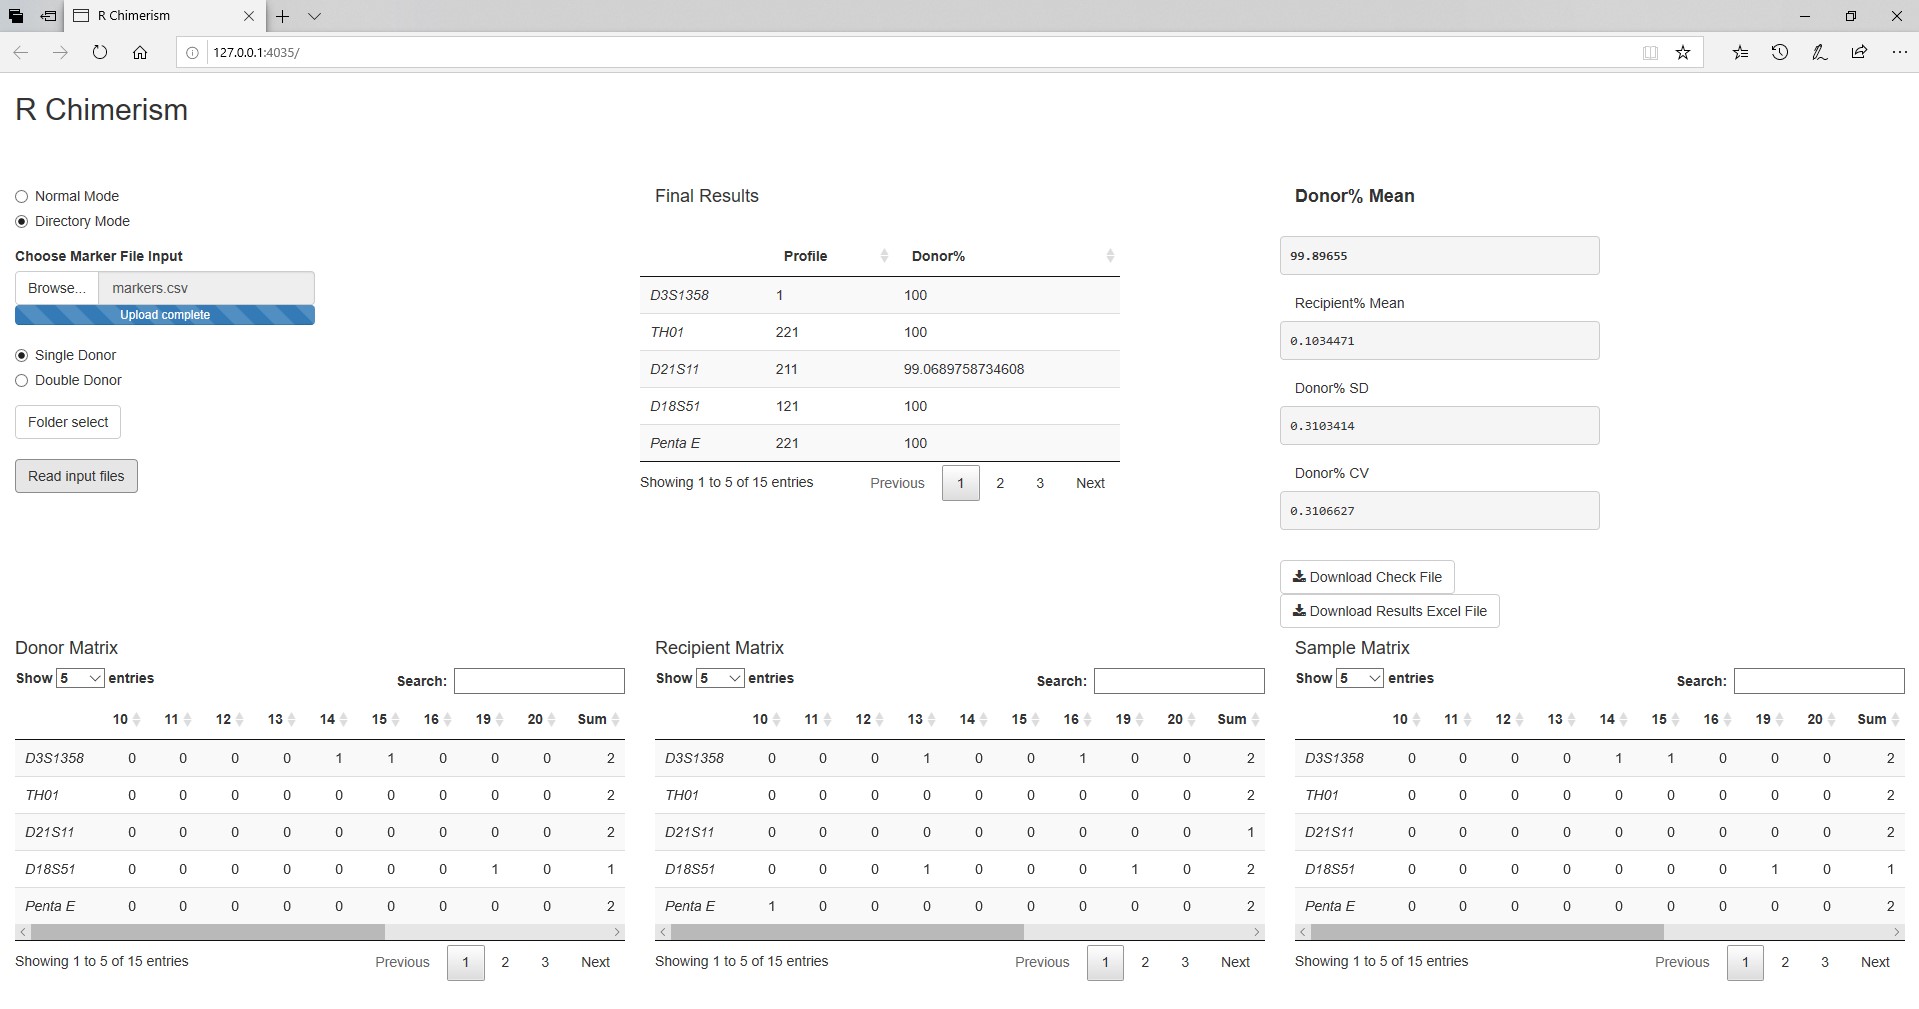 R Chimerism
127.0.0.1:4035/
R Chimerism
Normal Mode
Directory Mode
Choose Marker File Input
Browse... markers.csv
Upload complete
Single Donor
Double Donor
Folder select
Read input files
Final Results
Profile Donor%
D3S1358 1 100
TH01 221 100
D21S11 211 99.0689758734608
D18S51 121 100
Penta E 221 100
Showing 1 to 5 of 15 entries Previous 1 2 3 Next
Donor% Mean
99.89655
Recipient% Mean
0.1034471
Donor% SD
0.3103414
Donor% CV
0.3106627
Download Check File
Download Results Excel File
Donor Matrix
Show 5 entries Search:
10 11 12 13 14 15 16 19 20 Sum
D3S1358 0 0 0 0 1 1 0 0 0 2
TH01 0 0 0 0 0 0 0 0 0 2
D21S11 0 0 0 0 0 0 0 0 0 2
D18S51 0 0 0 0 0 0 0 1 0 1
Penta E 0 0 0 0 0 0 0 0 0 2
Showing 1 to 5 of 15 entries Previous 1 2 3 Next
Recipient Matrix
Show 5 entries Search:
10 11 12 13 14 15 16 19 20 Sum
D3S1358 0 0 0 1 0 0 1 0 0 2
TH01 0 0 0 0 0 0 0 0 0 2
D21S11 0 0 0 0 0 0 0 0 0 1
D18S51 0 0 0 1 0 0 0 1 0 2
Penta E 1 0 0 0 0 0 0 0 0 2
Showing 1 to 5 of 15 entries Previous 1 2 3 Next
Sample Matrix
Show 5 entries Search:
10 11 12 13 14 15 16 19 20 Sum
D3S1358 0 0 0 0 1 1 0 0 0 2
TH01 0 0 0 0 0 0 0 0 0 2
D21S11 0 0 0 0 0 0 0 0 0 2
D18S51 0 0 0 0 0 0 0 1 0 1
Penta E 0 0 0 0 0 0 0 0 0 2
Showing 1 to 5 of 15 entries Previous 1 2 3 Next